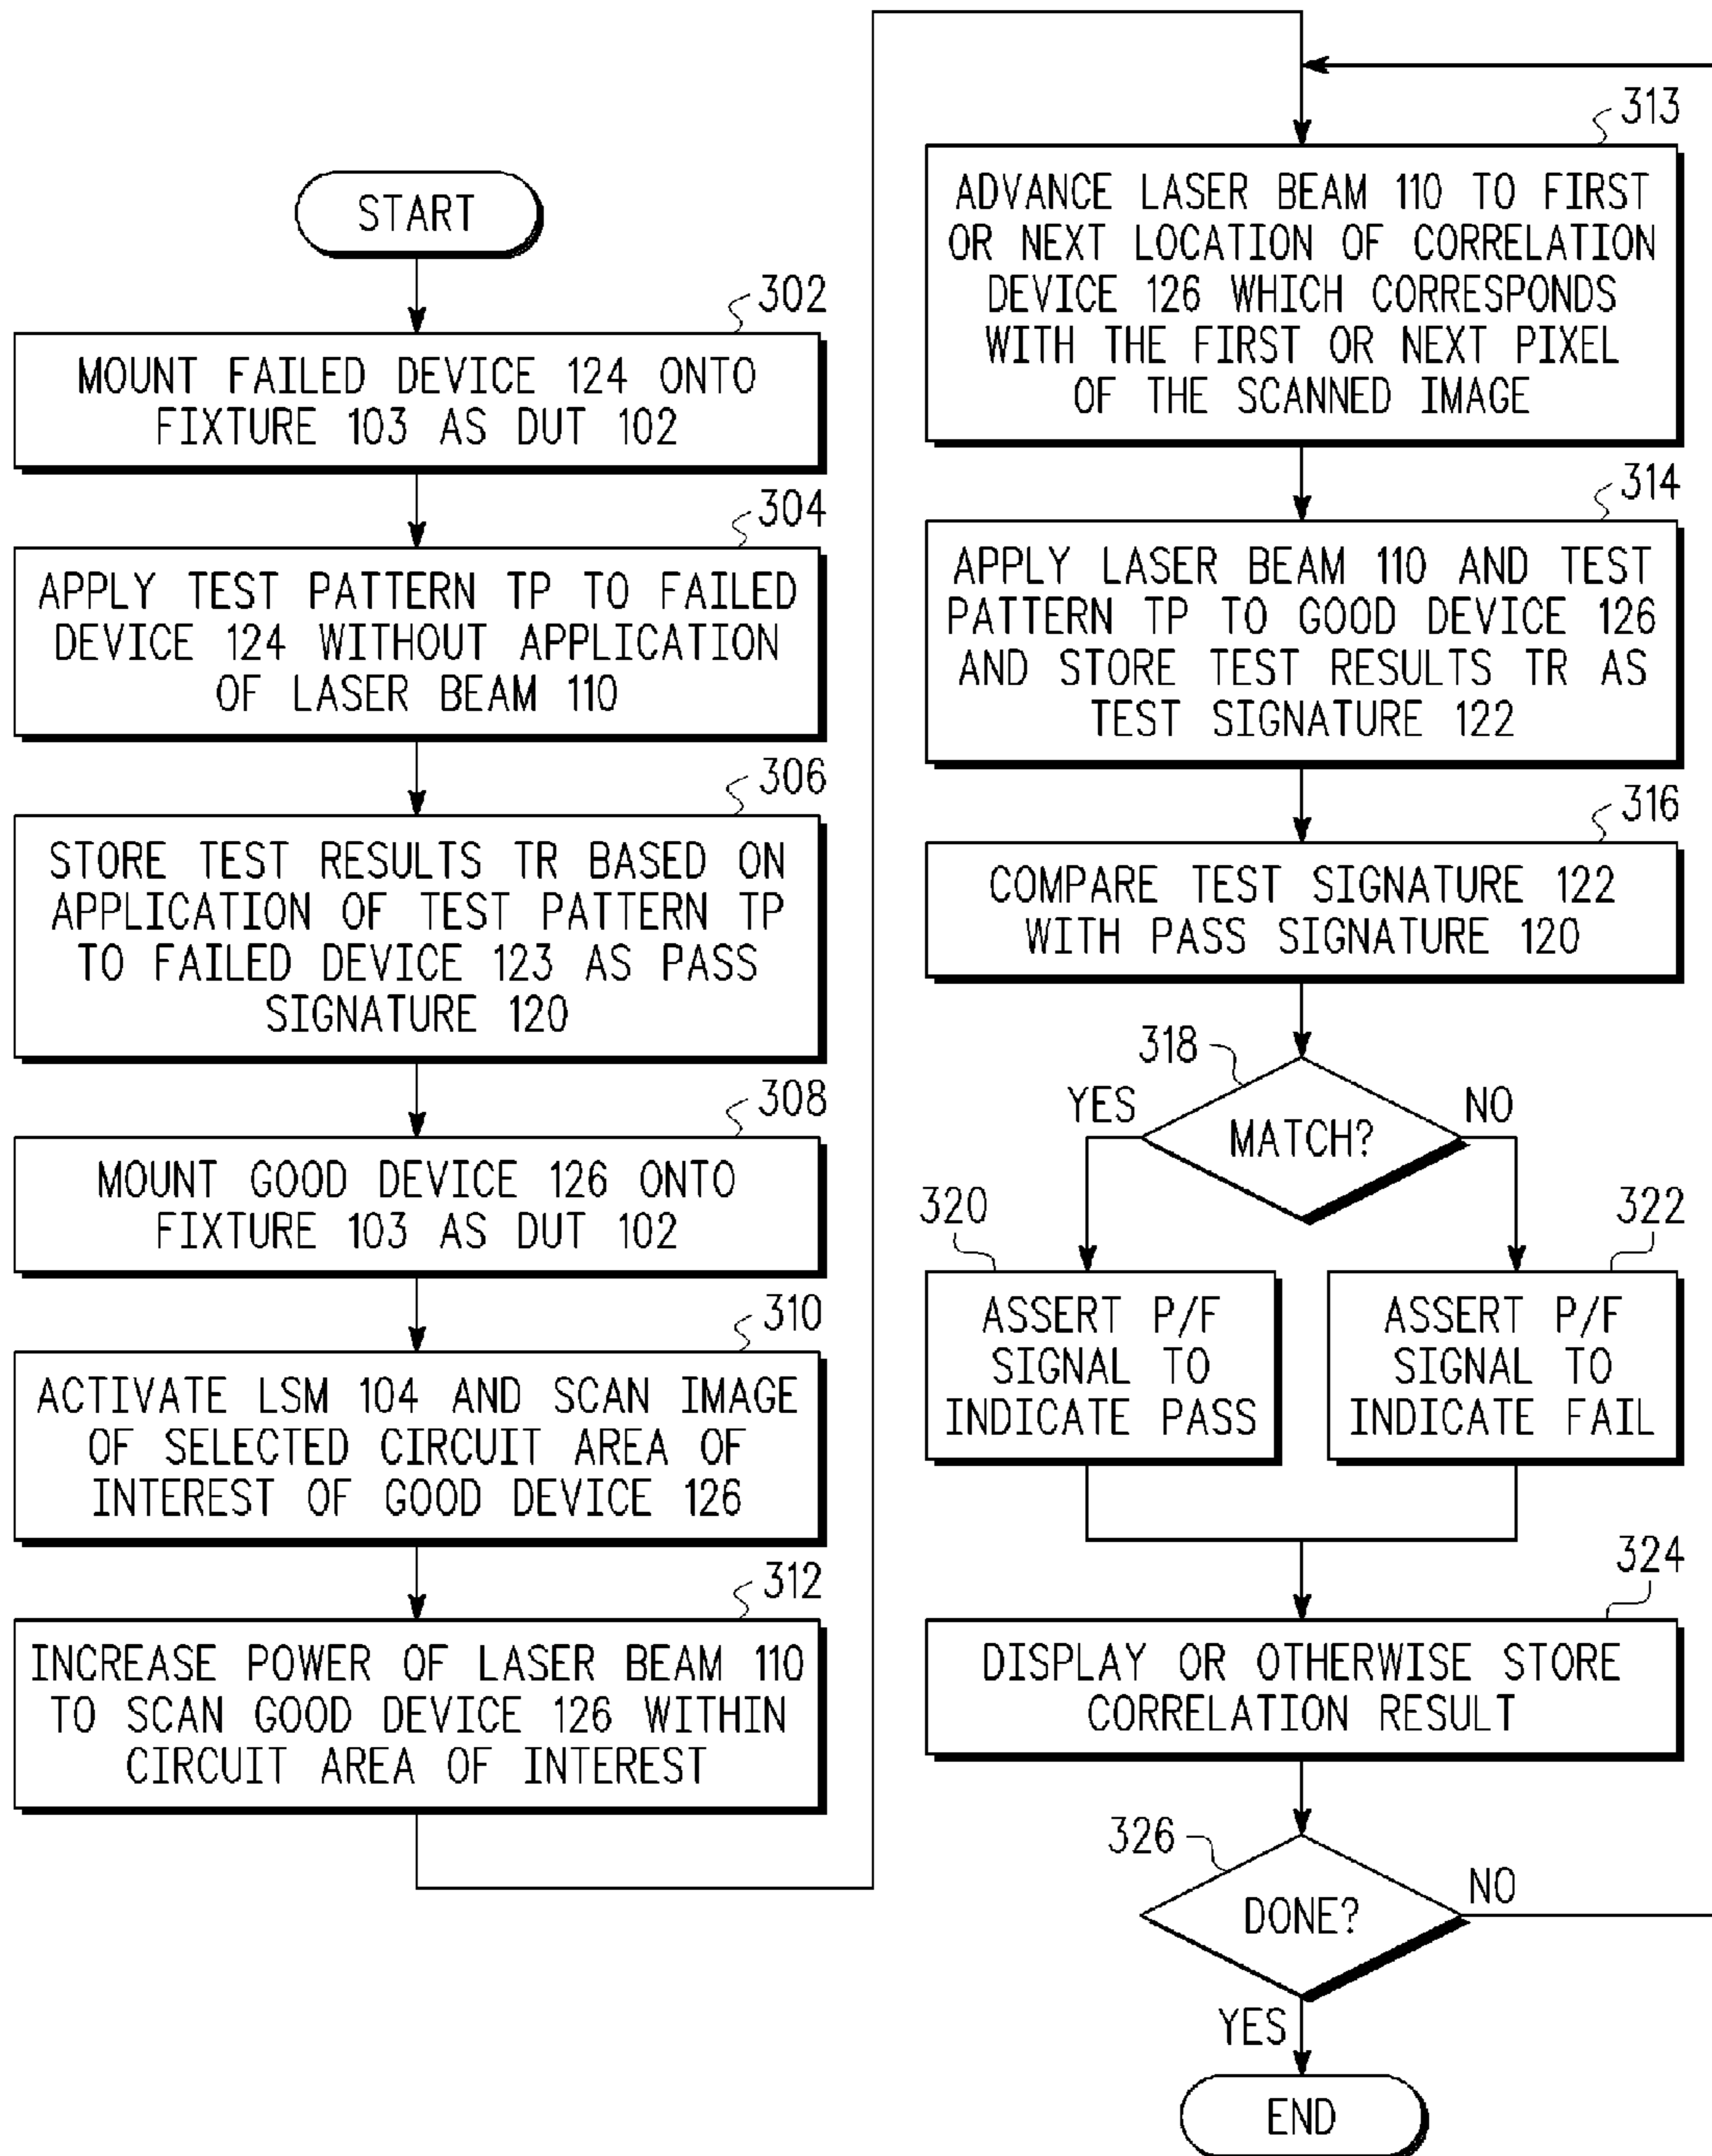 START
302
MOUNT FAILED DEVICE 124 ONTO
FIXTURE 103 AS DUT 102
304
APPLY TEST PATTERN TP TO FAILED
DEVICE 124 WITHOUT APPLICATION
OF LASER BEAM 110
306
STORE TEST RESULTS TR BASED ON
APPLICATION OF TEST PATTERN TP
TO FAILED DEVICE 123 AS PASS
SIGNATURE 120
308
MOUNT GOOD DEVICE 126 ONTO
FIXTURE 103 AS DUT 102
310
ACTIVATE LSM 104 AND SCAN IMAGE
OF SELECTED CIRCUIT AREA OF
INTEREST OF GOOD DEVICE 126
312
INCREASE POWER OF LASER BEAM 110
TO SCAN GOOD DEVICE 126 WITHIN
CIRCUIT AREA OF INTEREST
313
ADVANCE LASER BEAM 110 TO FIRST
OR NEXT LOCATION OF CORRELATION
DEVICE 126 WHICH CORRESPONDS
WITH THE FIRST OR NEXT PIXEL
OF THE SCANNED IMAGE
314
APPLY LASER BEAM 110 AND TEST
PATTERN TP TO GOOD DEVICE 126
AND STORE TEST RESULTS TR AS
TEST SIGNATURE 122
316
COMPARE TEST SIGNATURE 122
WITH PASS SIGNATURE 120
318
YES
NO
MATCH?
320
ASSERT P/F
SIGNAL TO
INDICATE PASS
322
ASSERT P/F
SIGNAL TO
INDICATE FAIL
324
DISPLAY OR OTHERWISE STORE
CORRELATION RESULT
326
NO
DONE?
YES
END